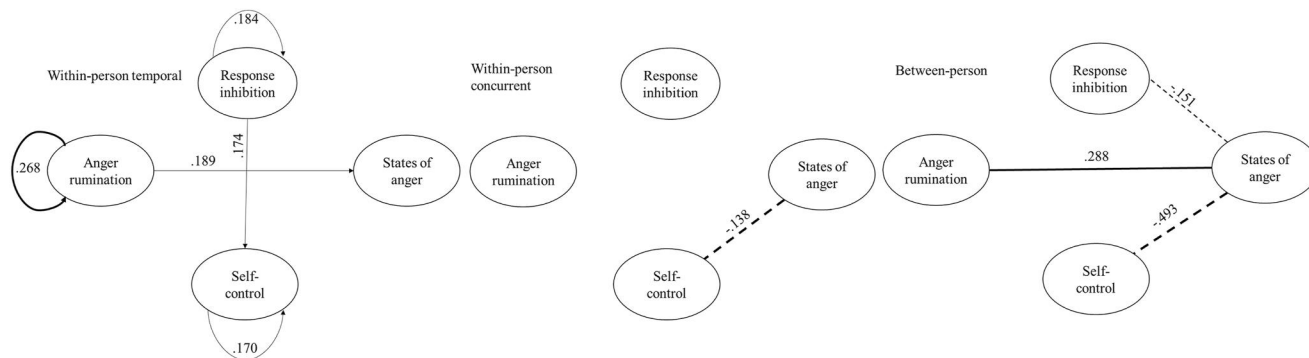 .184
Within-person temporal
Response
inhibition
.174
.268
Anger
rumination
.189
States of
anger
Self-
control
.170
Within-person
concurrent
Response
inhibition
Anger
rumination
States of
anger
-.138
Self-
control
Between-person
Response
inhibition
-.151
Anger
rumination
.288
States of
anger
-.493
Self-
control